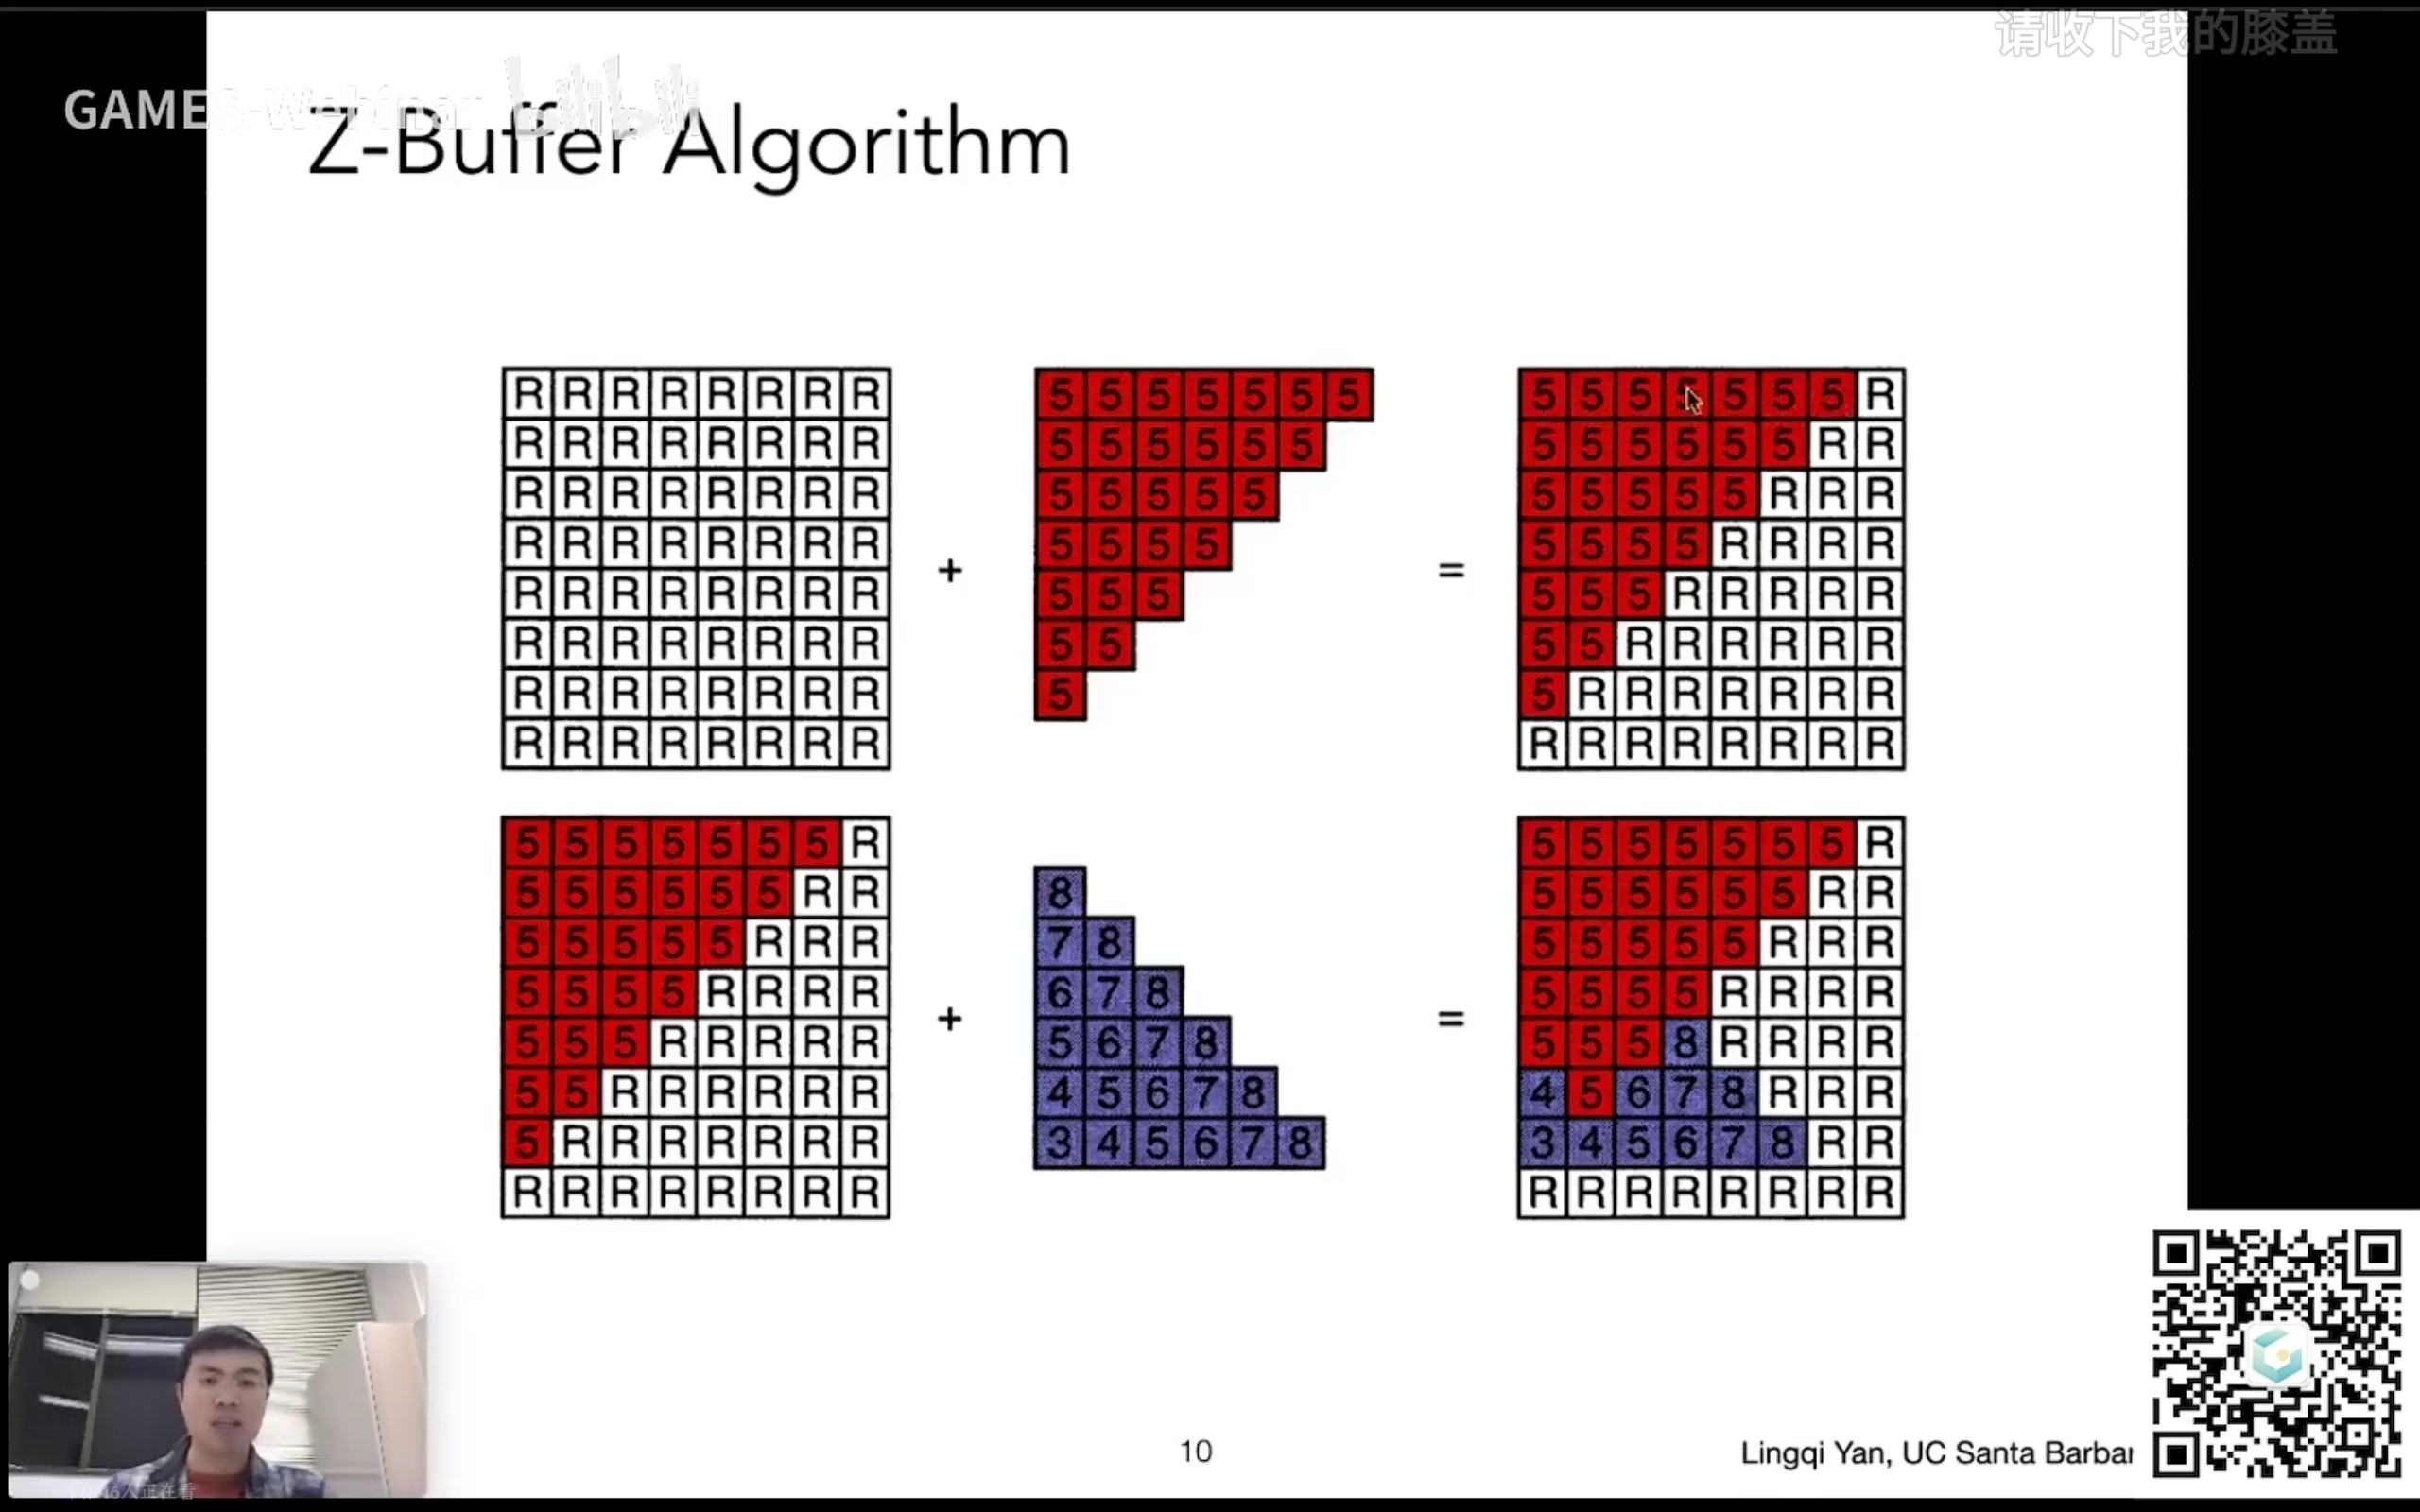 请收下我的膝盖
GAMES-Webinar bilibili
Z-Buffer Algorithm
R R R R R R R R
R R R R R R R R
R R R R R R R R
R R R R R R R R
R R R R R R R R
R R R R R R R R
R R R R R R R R
R R R R R R R R
+
5 5 5 5 5 5 5
5 5 5 5 5 5
5 5 5 5 5
5 5 5 5
5 5 5
5 5
5
=
5 5 5 5 5 5 5 R
5 5 5 5 5 5 R R
5 5 5 5 5 R R R
5 5 5 5 R R R R
5 5 5 R R R R R
5 5 R R R R R R
5 R R R R R R R
R R R R R R R R
5 5 5 5 5 5 5 R
5 5 5 5 5 5 R R
5 5 5 5 5 R R R
5 5 5 5 R R R R
5 5 5 R R R R R
5 5 R R R R R R
5 R R R R R R R
R R R R R R R R
+
8
7 8
6 7 8
5 6 7 8
4 5 6 7 8
3 4 5 6 7 8
=
5 5 5 5 5 5 5 R
5 5 5 5 5 5 R R
5 5 5 5 5 R R R
5 5 5 5 R R R R
5 5 5 8 R R R R
4 5 6 7 8 R R R
3 4 5 6 7 8 R R
R R R R R R R R
10
Lingqi Yan, UC Santa Barbar
人正在看